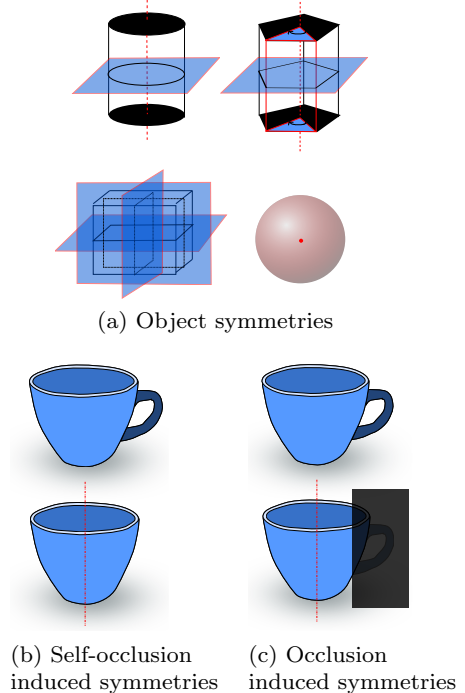 (a) Object symmetries
(b) Self-occlusion
induced symmetries
(c) Occlusion
induced symmetries